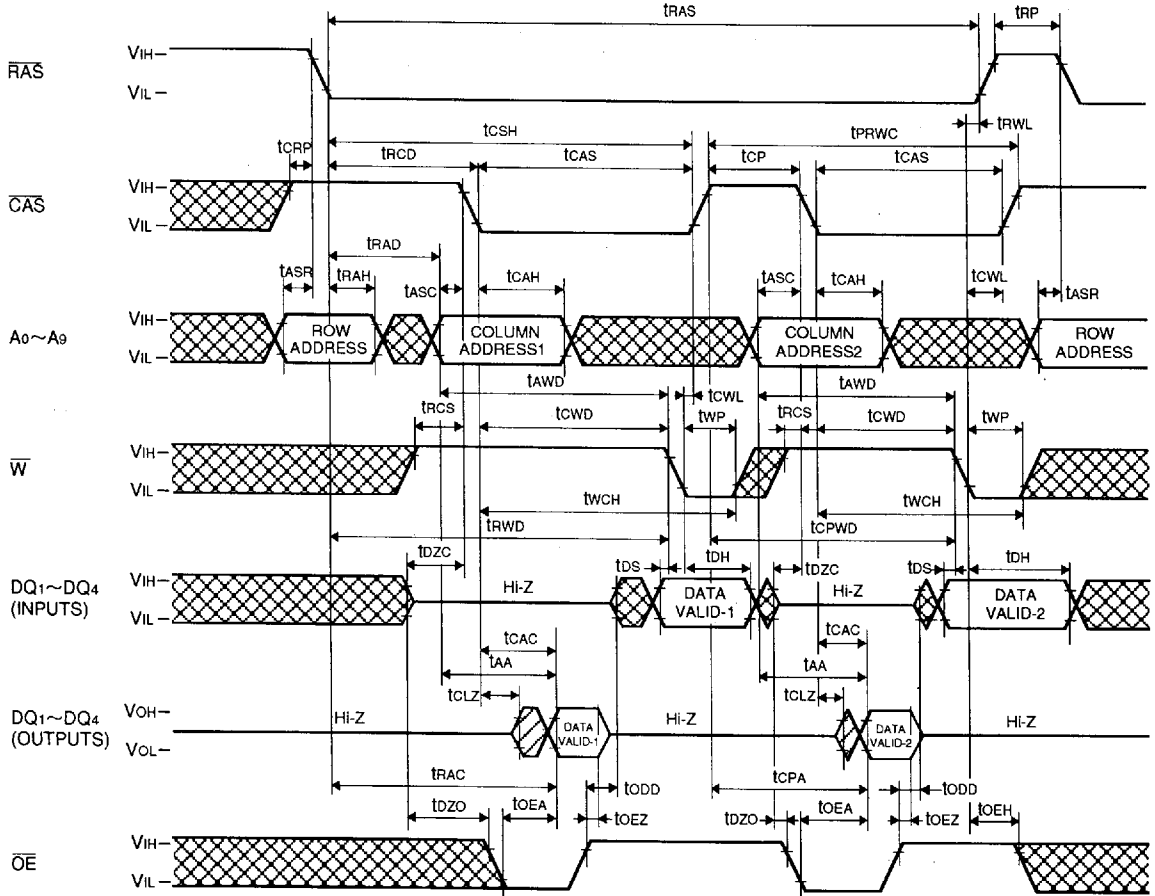 tRAS
tRP
RAS
VIH
VIL
tCSH
tPRWC
tRWL
tCRP
tRCD
tCAS
tCP
tCAS
CAS
VIH
VIL
tRAD
tASR
tRAH
tASC
tCAH
tASC
tCAH
tCWL
tASR
A0~A9
VIH
VIL
ROW ADDRESS
COLUMN ADDRESS1
COLUMN ADDRESS2
ROW ADDRESS
tAWD
tCWL
tAWD
tRCS
tCWD
tWP
tRCS
tCWD
tWP
W
VIH
VIL
tWCH
tWCH
tRWD
tCPWD
tDZC
tDS
tDH
tDZC
tDS
tDH
DQ1~DQ4
(INPUTS)
VIH
VIL
Hi-Z
DATA VALID-1
Hi-Z
DATA VALID-2
tCAC
tCAC
tAA
tAA
tCLZ
tCLZ
DQ1~DQ4
(OUTPUTS)
VOH
VOL
Hi-Z
DATA VALID-1
Hi-Z
DATA VALID-2
Hi-Z
tRAC
tODD
tCPA
tODD
tDZO
tOEA
tOEZ
tDZO
tOEA
tOEZ
tOEH
OE
VIH
VIL